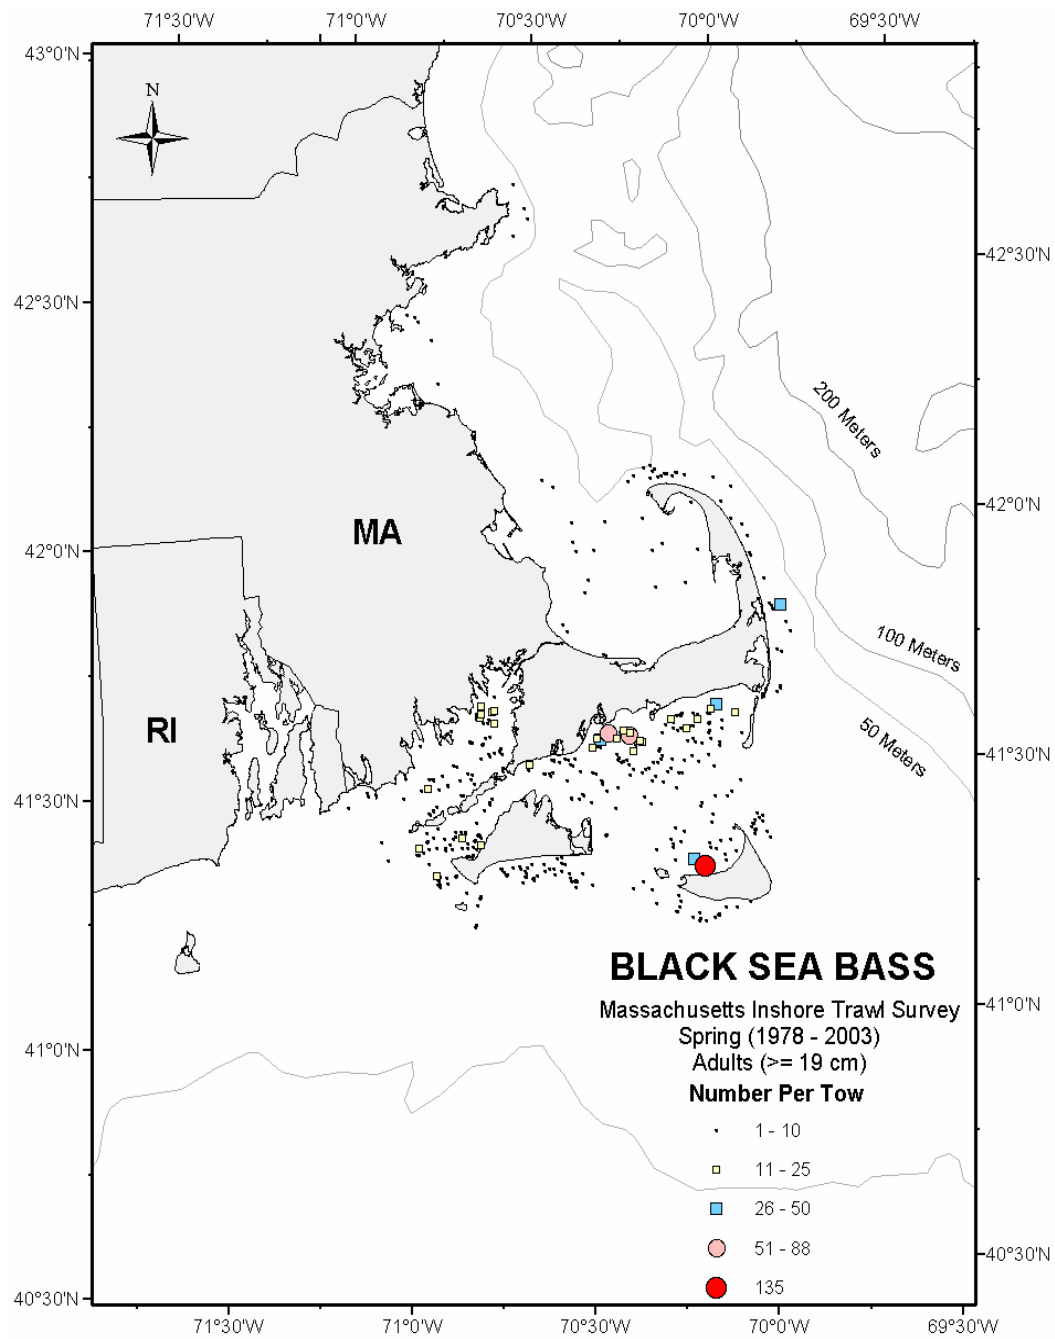 71°30'W 71°0'W 70°30'W 70°0'W 69°30'W
43°0'N
N
42°30'N
42°30'N
200 Meters
42°0'N
MA
42°0'N
100 Meters
RI
50 Meters
41°30'N
41°30'N
BLACK SEA BASS
Massachusetts Inshore Trawl Survey
41°0'N
Spring (1978 - 2003)
41°0'N
Adults (>= 19 cm)
Number Per Tow
1 - 10
11 - 25
26 - 50
51 - 88
40°30'N
135
40°30'N
71°30'W 71°0'W 70°30'W 70°0'W 69°30'W